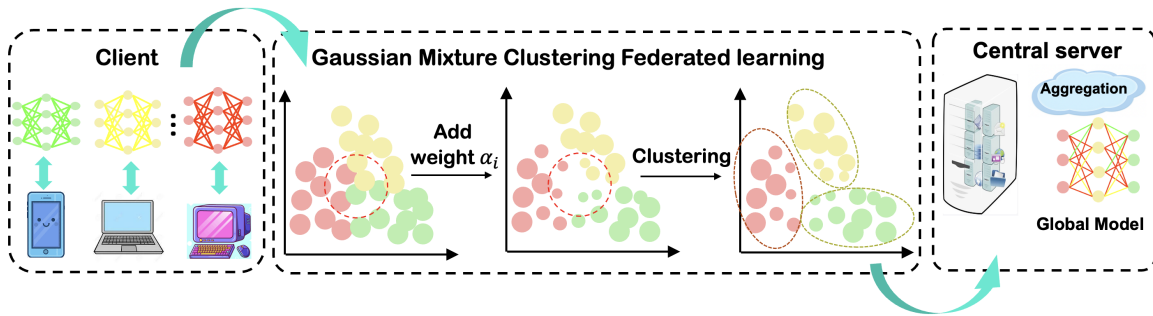 Client
Gaussian Mixture Clustering Federated learning
Add
weight αᵢ
Clustering
Central server
Aggregation
Global Model